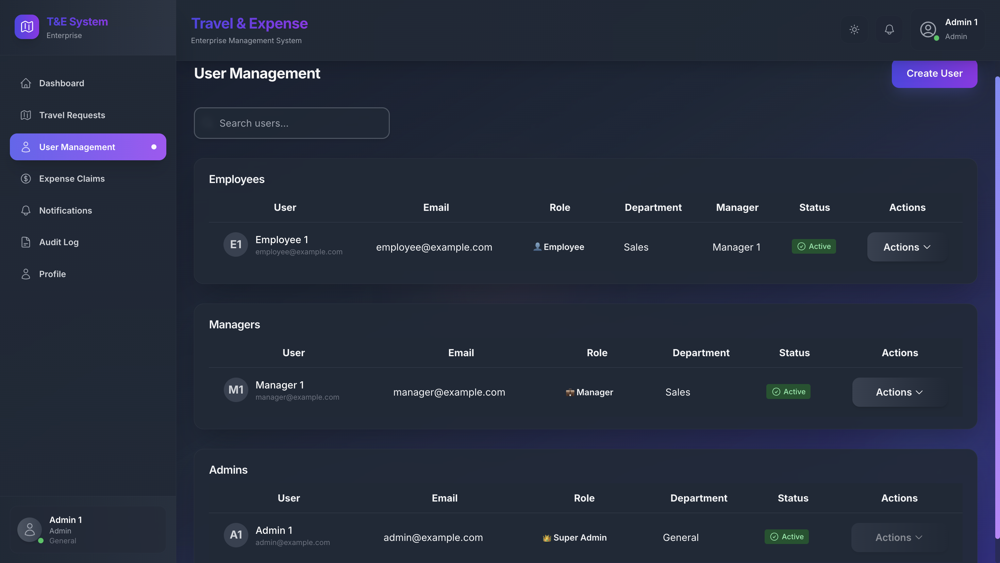 T&E System
Enterprise
Dashboard
Travel Requests
User Management
Expense Claims
Notifications
Audit Log
Profile
Admin 1
Admin
General
Travel & Expense
Enterprise Management System
Admin 1
Admin
User Management
Create User
Search users...
Employees
User Email Role Department Manager Status Actions
E1 Employee 1 employee@example.com employee@example.com Employee Sales Manager 1 Active Actions
Managers
User Email Role Department Status Actions
M1 Manager 1 manager@example.com manager@example.com Manager Sales Active Actions
Admins
User Email Role Department Status Actions
A1 Admin 1 admin@example.com admin@example.com Super Admin General Active Actions